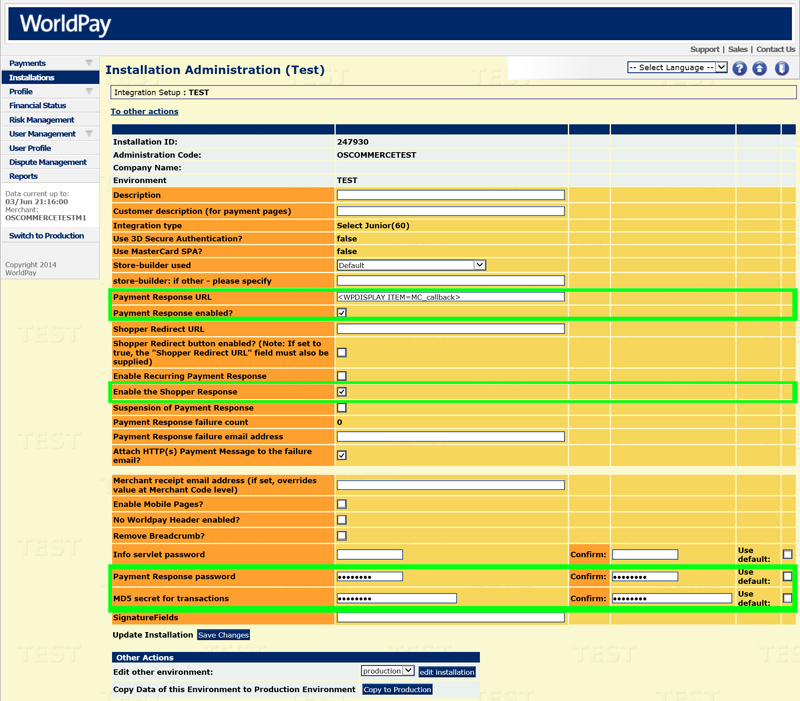 WorldPay
Support | Sales | Contact Us
Payments
Installations
Profile
Financial Status
Risk Management
User Management
User Profile
Dispute Management
Reports
Data current up to:
03/Jun 21:16:00
Merchant:
OSCOMMERCETESTM1
Switch to Production
Copyright 2014
WorldPay
Installation Administration (Test)
-- Select Language --
?
Integration Setup : TEST
To other actions
Installation ID: 247930
Administration Code: OSCOMMERCETEST
Company Name:
Environment TEST
Description
Customer description (for payment pages)
Integration type Select Junior(60)
Use 3D Secure Authentication? false
Use MasterCard SPA? false
Store-builder used Default
store-builder: if other - please specify
Payment Response URL <WPDISPLAY ITEM=MC_callback>
Payment Response enabled?
Shopper Redirect URL
Shopper Redirect button enabled? (Note: If set to
true, the "Shopper Redirect URL" field must also be
supplied)
Enable Recurring Payment Response
Enable the Shopper Response
Suspension of Payment Response
Payment Response failure count 0
Payment Response failure email address
Attach HTTP(s) Payment Message to the failure
email?
Merchant receipt email address (if set, overrides
value at Merchant Code level)
Enable Mobile Pages?
No Worldpay Header enabled?
Remove Breadcrumb?
Info servlet password Confirm: Use
default:
Payment Response password •••••••• Confirm: •••••••• Use
default:
MD5 secret for transactions •••••••• Confirm: •••••••• Use
default:
SignatureFields
Update Installation Save Changes
Other Actions
Edit other environment: production edit installation
Copy Data of this Environment to Production Environment Copy to Production
TEST
TEST
TEST
TEST
TEST
TEST
TEST